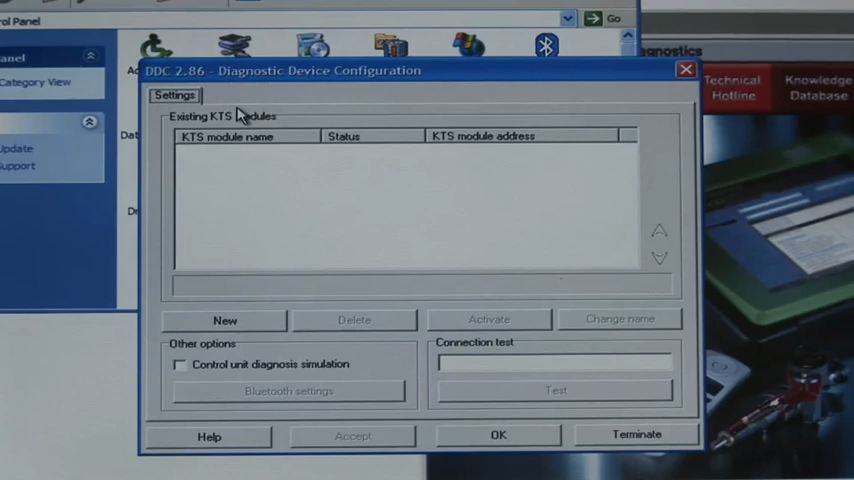 rol Panel
Go
Panel
Category View
Update
Support
DDC 2.86 - Diagnostic Device Configuration
Settings
Existing KTS modules
KTS module name Status KTS module address
New Delete Activate Change name
Other options
Control unit diagnosis simulation
Bluetooth settings
Connection test
Test
Help Accept OK Terminate
agnostics
Technical
Hotline
Knowledge
Database